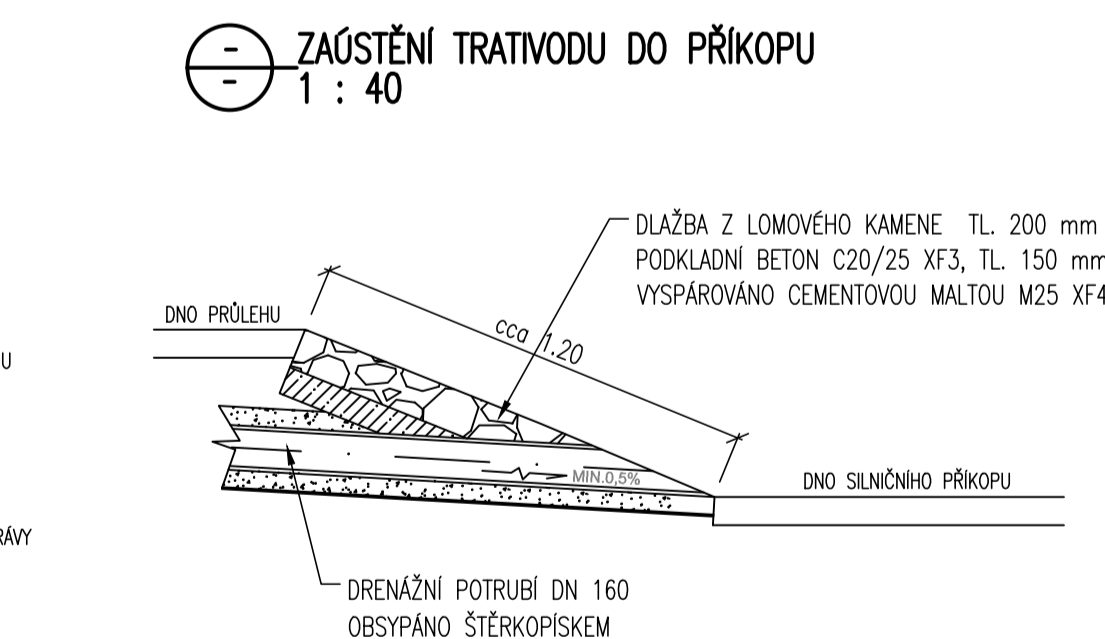 ZAÚSTĚNÍ TRATIVODU DO PŘÍKOPU
1 : 40
DLAŽBA Z LOMOVÉHO KAMENE TL. 200 mm
PODKLADNÍ BETON C20/25 XF3, TL. 150 mm
VYSPÁROVÁNO CEMENTOVOU MALTOU M25 XF4
DNO PRŮLEHU
cca 1.20
U
MIN.0,5%
DNO SILNIČNÍHO PŘÍKOPU
RÁVY
DRENÁŽNÍ POTRUBÍ DN 160
OBSYPÁNO ŠTĚRKOPÍSKEM